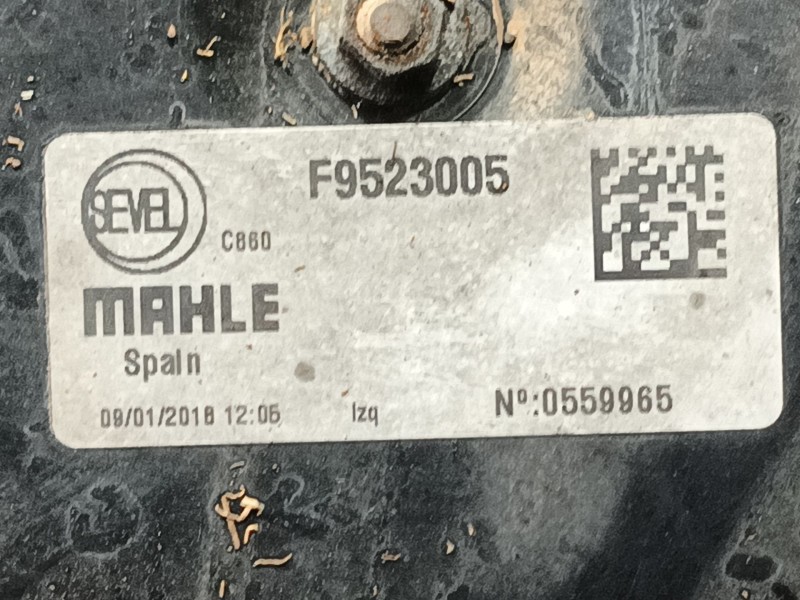 SEVEL
C860
F9523005
MAHLE
Spain
09/01/2018 12:05
Izq
Nº:0559965